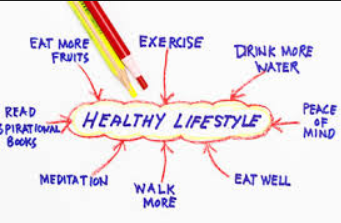 EAT MORE
FRUITS
EXERCISE
DRINK MORE
WATER
READ
SPIRATIONAL
BOOKS
HEALTHY LIFESTYLE
PEACE
OF
MIND
MEDITATION
WALK
MORE
EAT WELL